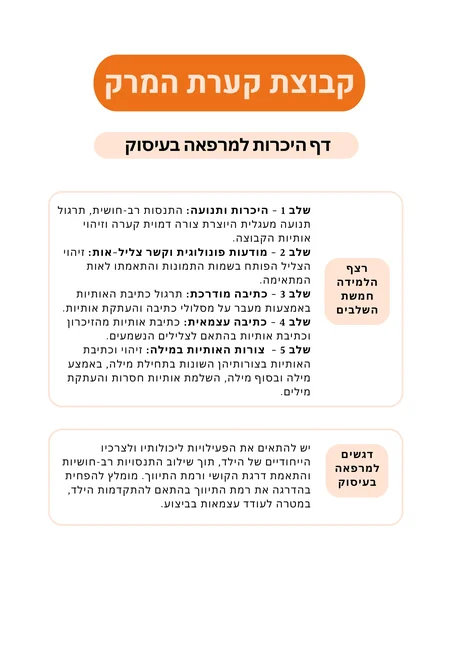 קבוצת קערת המרק
דף היכרות למרפאה בעיסוק
רצף
הלמידה
חמשת
השלבים
שלב 1 – היכרות ותנועה: התנסות רב-חושית, תרגול
תנועה מעגלית היוצרת צורה דמוית קערה וזיהוי
אותיות הקבוצה.
שלב 2 – מודעות פונולוגית וקשר צליל-אות: זיהוי
הצליל הפותח בשמות התמונות והתאמתו לאות
המתאימה.
שלב 3 – כתיבה מודרכת: תרגול כתיבת האותיות
באמצעות מעבר על מסלולי כתיבה והעתקת אותיות.
שלב 4 – כתיבה עצמאית: כתיבת אותיות מהזיכרון
וכתיבת אותיות בהתאם לצלילים הנשמעים.
שלב 5 – צורות האותיות במילה: זיהוי וכתיבת
האותיות בצורותיהן השונות בתחילת מילה, באמצע
מילה ובסוף מילה, השלמת אותיות חסרות והעתקת
מילים.
דגשים
למרפאה
בעיסוק
יש להתאים את הפעילויות ליכולותיו ולצרכיו
הייחודיים של הילד, תוך שילוב התנסויות רב-חושיות
והתאמת דרגת הקושי ורמת התיווך. מומלץ להפחית
בהדרגה את רמת התיווך בהתאם להתקדמות הילד,
במטרה לעודד עצמאות בביצוע.